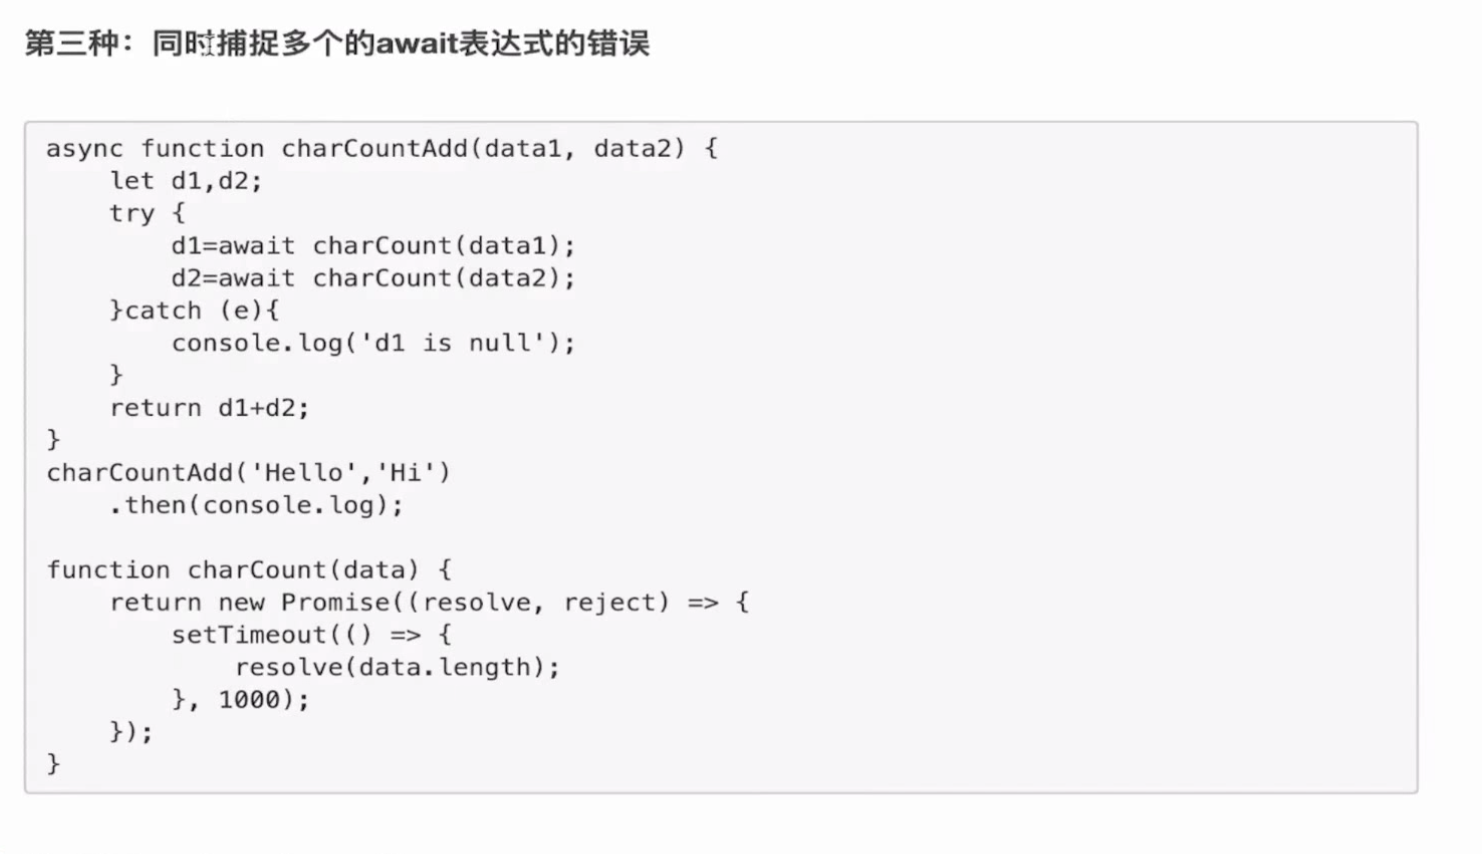 第三种：同时捕捉多个的await表达式的错误
async function charCountAdd(data1, data2) {
    let d1,d2;
    try {
        d1=await charCount(data1);
        d2=await charCount(data2);
    }catch (e){
        console.log('d1 is null');
    }
    return d1+d2;
}
charCountAdd('Hello','Hi')
    .then(console.log);

function charCount(data) {
    return new Promise((resolve, reject) => {
        setTimeout(() => {
            resolve(data.length);
        }, 1000);
    });
}